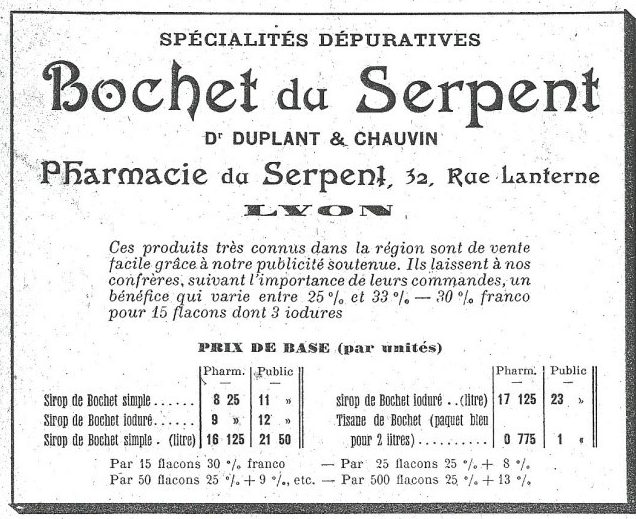 SPÉCIALITÉS DÉPURATIVES
Bochet du Serpent
Dr DUPLANT & CHAUVIN
Pharmacie du Serpent, 32, Rue Lanterne
LYON
Ces produits très connus dans la région sont de vente
facile grâce à notre publicité soutenue. Ils laissent à nos
confrères, suivant l'importance de leurs commandes, un
bénéfice qui varie entre 25 % et 33 % — 30 % franco
pour 15 flacons dont 3 iodures
PRIX DE BASE (par unités)
Pharm. Public
Sirop de Bochet simple...... 8 25 11 »
Sirop de Bochet ioduré...... 9 » 12 »
Sirop de Bochet simple . (litre) 16 125 21 50
Pharm. Public
sirop de Bochet ioduré . . (litre) 17 125 23 »
Tisane de Bochet (paquet bleu
pour 2 litres).......... 0 775 1 «
Par 15 flacons 30 % franco — Par 25 flacons 25 % + 8 %
Par 50 flacons 25 % + 9 %, etc. — Par 500 flacons 25 % + 13 %